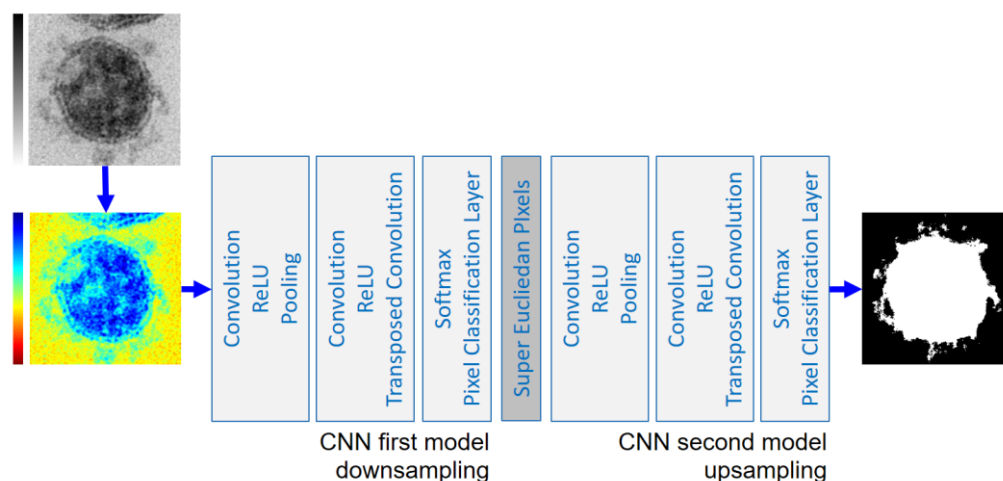 Convolution
ReLU
Pooling
Convolution
ReLU
Transposed Convolution
Softmax
Pixel Classification Layer
Super Eucliedan PIxels
Convolution
ReLU
Pooling
Convolution
ReLU
Transposed Convolution
Softmax
Pixel Classification Layer
CNN first model
downsampling
CNN second model
upsampling